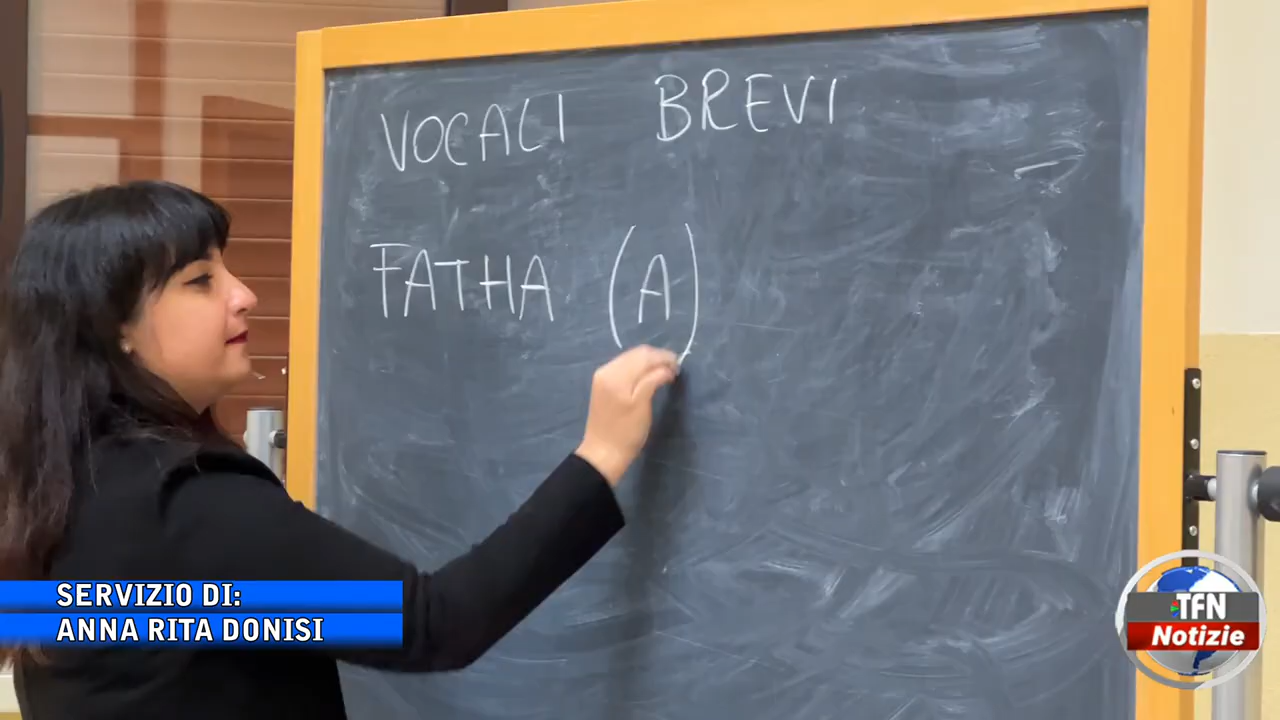 VOCALI BREVI
FATHA (A)
SERVIZIO DI:
ANNA RITA DONISI
TFN
Notizie